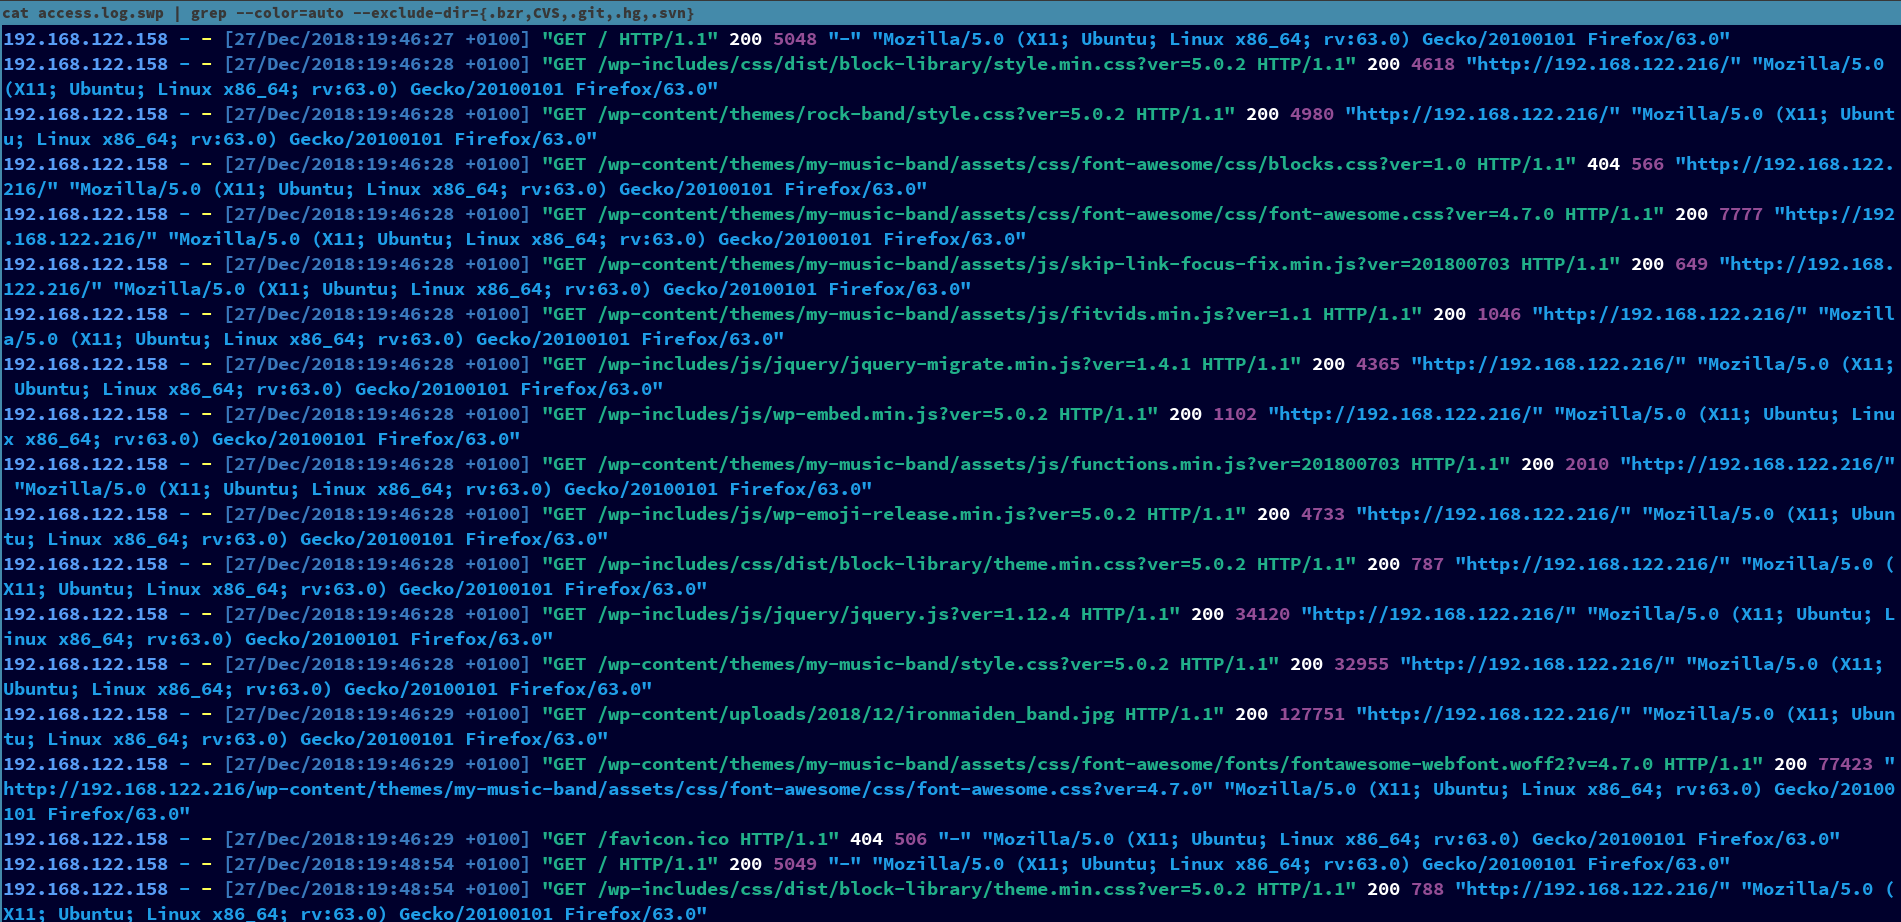 cat access.log.swp | grep --color=auto --exclude-dir={.bzr,CVS,.git,.hg,.svn}
192.168.122.158 - - [27/Dec/2018:19:46:27 +0100] "GET / HTTP/1.1" 200 5048 "-" "Mozilla/5.0 (X11; Ubuntu; Linux x86_64; rv:63.0) Gecko/20100101 Firefox/63.0"
192.168.122.158 - - [27/Dec/2018:19:46:28 +0100] "GET /wp-includes/css/dist/block-library/style.min.css?ver=5.0.2 HTTP/1.1" 200 4618 "http://192.168.122.216/" "Mozilla/5.0
(X11; Ubuntu; Linux x86_64; rv:63.0) Gecko/20100101 Firefox/63.0"
192.168.122.158 - - [27/Dec/2018:19:46:28 +0100] "GET /wp-content/themes/rock-band/style.css?ver=5.0.2 HTTP/1.1" 200 4980 "http://192.168.122.216/" "Mozilla/5.0 (X11; Ubunt
u; Linux x86_64; rv:63.0) Gecko/20100101 Firefox/63.0"
192.168.122.158 - - [27/Dec/2018:19:46:28 +0100] "GET /wp-content/themes/my-music-band/assets/css/font-awesome/css/blocks.css?ver=1.0 HTTP/1.1" 404 566 "http://192.168.122.
216/" "Mozilla/5.0 (X11; Ubuntu; Linux x86_64; rv:63.0) Gecko/20100101 Firefox/63.0"
192.168.122.158 - - [27/Dec/2018:19:46:28 +0100] "GET /wp-content/themes/my-music-band/assets/css/font-awesome/css/font-awesome.css?ver=4.7.0 HTTP/1.1" 200 7777 "http://192
.168.122.216/" "Mozilla/5.0 (X11; Ubuntu; Linux x86_64; rv:63.0) Gecko/20100101 Firefox/63.0"
192.168.122.158 - - [27/Dec/2018:19:46:28 +0100] "GET /wp-content/themes/my-music-band/assets/js/skip-link-focus-fix.min.js?ver=201800703 HTTP/1.1" 200 649 "http://192.168.
122.216/" "Mozilla/5.0 (X11; Ubuntu; Linux x86_64; rv:63.0) Gecko/20100101 Firefox/63.0"
192.168.122.158 - - [27/Dec/2018:19:46:28 +0100] "GET /wp-content/themes/my-music-band/assets/js/fitvids.min.js?ver=1.1 HTTP/1.1" 200 1046 "http://192.168.122.216/" "Mozill
a/5.0 (X11; Ubuntu; Linux x86_64; rv:63.0) Gecko/20100101 Firefox/63.0"
192.168.122.158 - - [27/Dec/2018:19:46:28 +0100] "GET /wp-includes/js/jquery/jquery-migrate.min.js?ver=1.4.1 HTTP/1.1" 200 4365 "http://192.168.122.216/" "Mozilla/5.0 (X11;
 Ubuntu; Linux x86_64; rv:63.0) Gecko/20100101 Firefox/63.0"
192.168.122.158 - - [27/Dec/2018:19:46:28 +0100] "GET /wp-includes/js/wp-embed.min.js?ver=5.0.2 HTTP/1.1" 200 1102 "http://192.168.122.216/" "Mozilla/5.0 (X11; Ubuntu; Linu
x x86_64; rv:63.0) Gecko/20100101 Firefox/63.0"
192.168.122.158 - - [27/Dec/2018:19:46:28 +0100] "GET /wp-content/themes/my-music-band/assets/js/functions.min.js?ver=201800703 HTTP/1.1" 200 2010 "http://192.168.122.216/"
 "Mozilla/5.0 (X11; Ubuntu; Linux x86_64; rv:63.0) Gecko/20100101 Firefox/63.0"
192.168.122.158 - - [27/Dec/2018:19:46:28 +0100] "GET /wp-includes/js/wp-emoji-release.min.js?ver=5.0.2 HTTP/1.1" 200 4733 "http://192.168.122.216/" "Mozilla/5.0 (X11; Ubun
tu; Linux x86_64; rv:63.0) Gecko/20100101 Firefox/63.0"
192.168.122.158 - - [27/Dec/2018:19:46:28 +0100] "GET /wp-includes/css/dist/block-library/theme.min.css?ver=5.0.2 HTTP/1.1" 200 787 "http://192.168.122.216/" "Mozilla/5.0 (
X11; Ubuntu; Linux x86_64; rv:63.0) Gecko/20100101 Firefox/63.0"
192.168.122.158 - - [27/Dec/2018:19:46:28 +0100] "GET /wp-includes/js/jquery/jquery.js?ver=1.12.4 HTTP/1.1" 200 34120 "http://192.168.122.216/" "Mozilla/5.0 (X11; Ubuntu; L
inux x86_64; rv:63.0) Gecko/20100101 Firefox/63.0"
192.168.122.158 - - [27/Dec/2018:19:46:28 +0100] "GET /wp-content/themes/my-music-band/style.css?ver=5.0.2 HTTP/1.1" 200 32955 "http://192.168.122.216/" "Mozilla/5.0 (X11;
Ubuntu; Linux x86_64; rv:63.0) Gecko/20100101 Firefox/63.0"
192.168.122.158 - - [27/Dec/2018:19:46:29 +0100] "GET /wp-content/uploads/2018/12/ironmaiden_band.jpg HTTP/1.1" 200 127751 "http://192.168.122.216/" "Mozilla/5.0 (X11; Ubun
tu; Linux x86_64; rv:63.0) Gecko/20100101 Firefox/63.0"
192.168.122.158 - - [27/Dec/2018:19:46:29 +0100] "GET /wp-content/themes/my-music-band/assets/css/font-awesome/fonts/fontawesome-webfont.woff2?v=4.7.0 HTTP/1.1" 200 77423 "
http://192.168.122.216/wp-content/themes/my-music-band/assets/css/font-awesome/css/font-awesome.css?ver=4.7.0" "Mozilla/5.0 (X11; Ubuntu; Linux x86_64; rv:63.0) Gecko/20100
101 Firefox/63.0"
192.168.122.158 - - [27/Dec/2018:19:46:29 +0100] "GET /favicon.ico HTTP/1.1" 404 506 "-" "Mozilla/5.0 (X11; Ubuntu; Linux x86_64; rv:63.0) Gecko/20100101 Firefox/63.0"
192.168.122.158 - - [27/Dec/2018:19:48:54 +0100] "GET / HTTP/1.1" 200 5049 "-" "Mozilla/5.0 (X11; Ubuntu; Linux x86_64; rv:63.0) Gecko/20100101 Firefox/63.0"
192.168.122.158 - - [27/Dec/2018:19:48:54 +0100] "GET /wp-includes/css/dist/block-library/theme.min.css?ver=5.0.2 HTTP/1.1" 200 788 "http://192.168.122.216/" "Mozilla/5.0 (
X11; Ubuntu; Linux x86_64; rv:63.0) Gecko/20100101 Firefox/63.0"